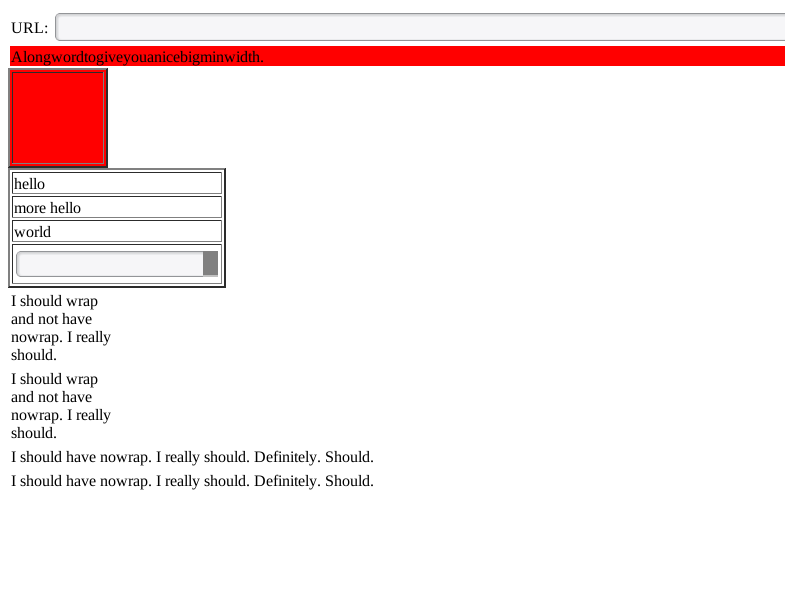 URL:
Alongwordtogiveyouanicebigminwidth.
hello
more hello
world
I should wrap
and not have
nowrap. I really
should.
I should wrap
and not have
nowrap. I really
should.
I should have nowrap. I really should. Definitely. Should.
I should have nowrap. I really should. Definitely. Should.